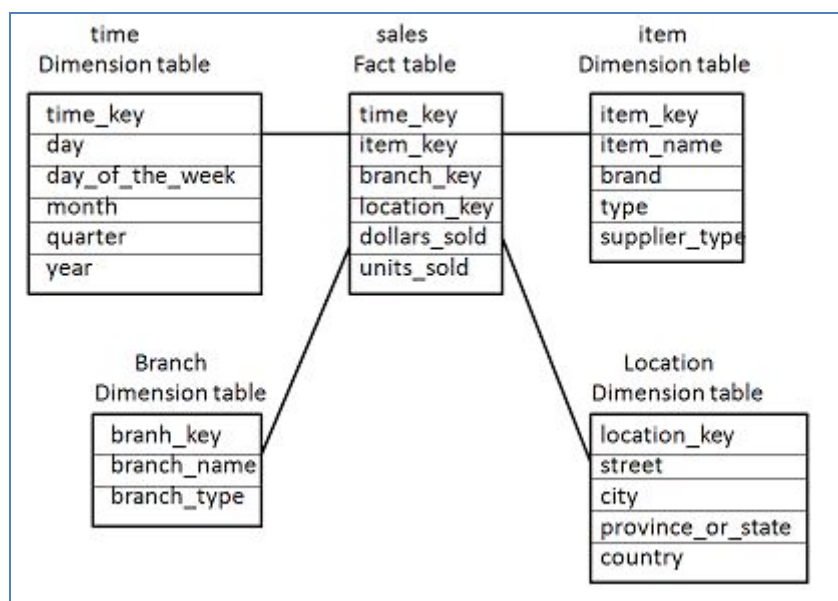 time
Dimension table
time_key
day
day_of_the_week
month
quarter
year
sales
Fact table
time_key
item_key
branch_key
location_key
dollars_sold
units_sold
item
Dimension table
item_key
item_name
brand
type
supplier_type
Branch
Dimension table
branh_key
branch_name
branch_type
Location
Dimension table
location_key
street
city
province_or_state
country